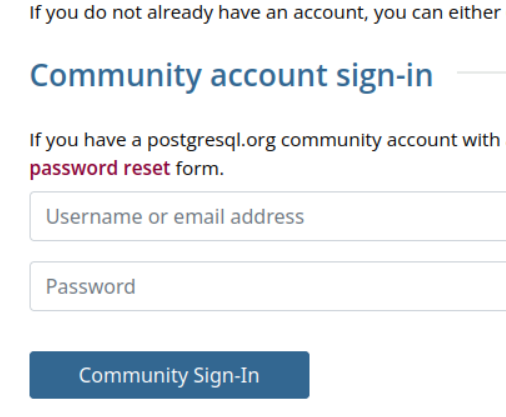 If you do not already have an account, you can either
Community account sign-in
If you have a postgresql.org community account with
password reset form.
Username or email address
Password
Community Sign-In